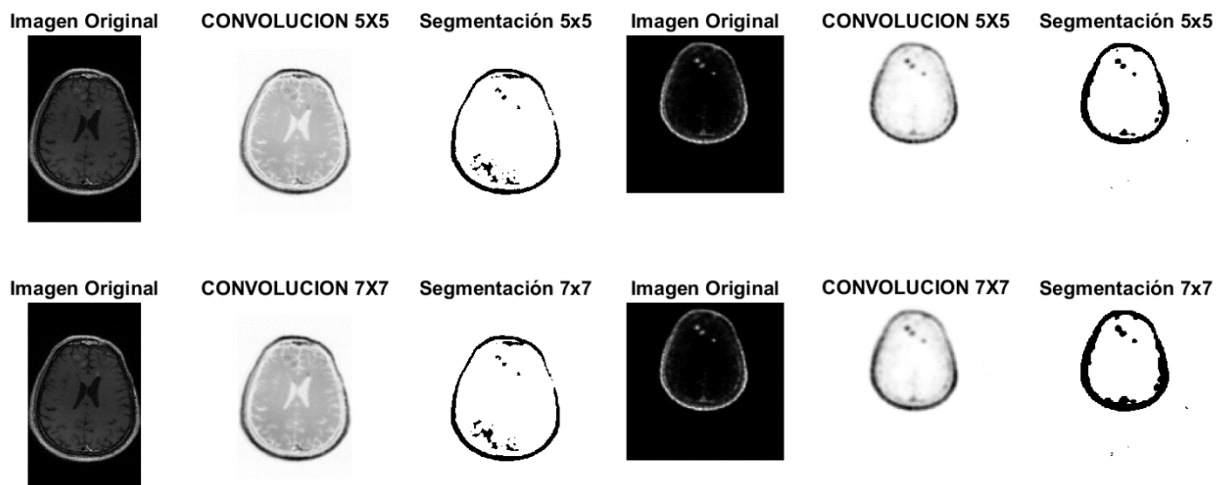 Imagen Original CONVOLUCION 5X5 Segmentación 5x5 Imagen Original CONVOLUCION 5X5 Segmentación 5x5
Imagen Original CONVOLUCION 7X7 Segmentación 7x7 Imagen Original CONVOLUCION 7X7 Segmentación 7x7